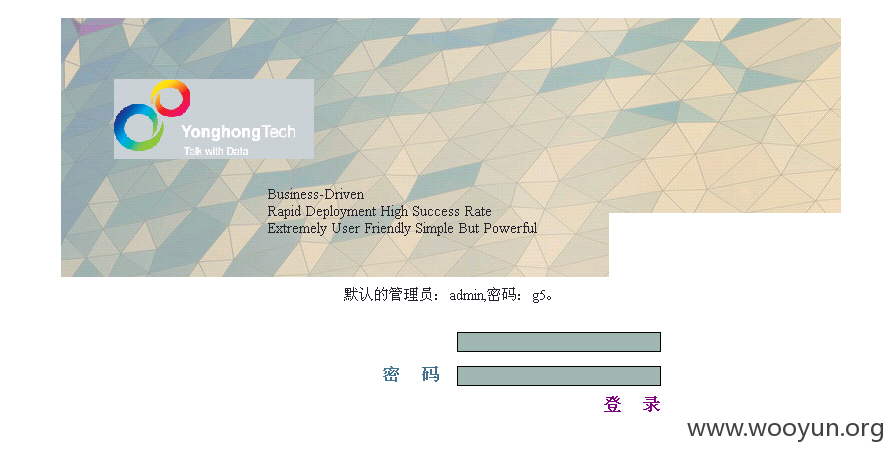 YonghongTech
Talk with Data
Business-Driven
Rapid Deployment High Success Rate
Extremely User Friendly Simple But Powerful
默认的管理员：admin,密码：g5。
密 码
登 录
www.wooyun.org